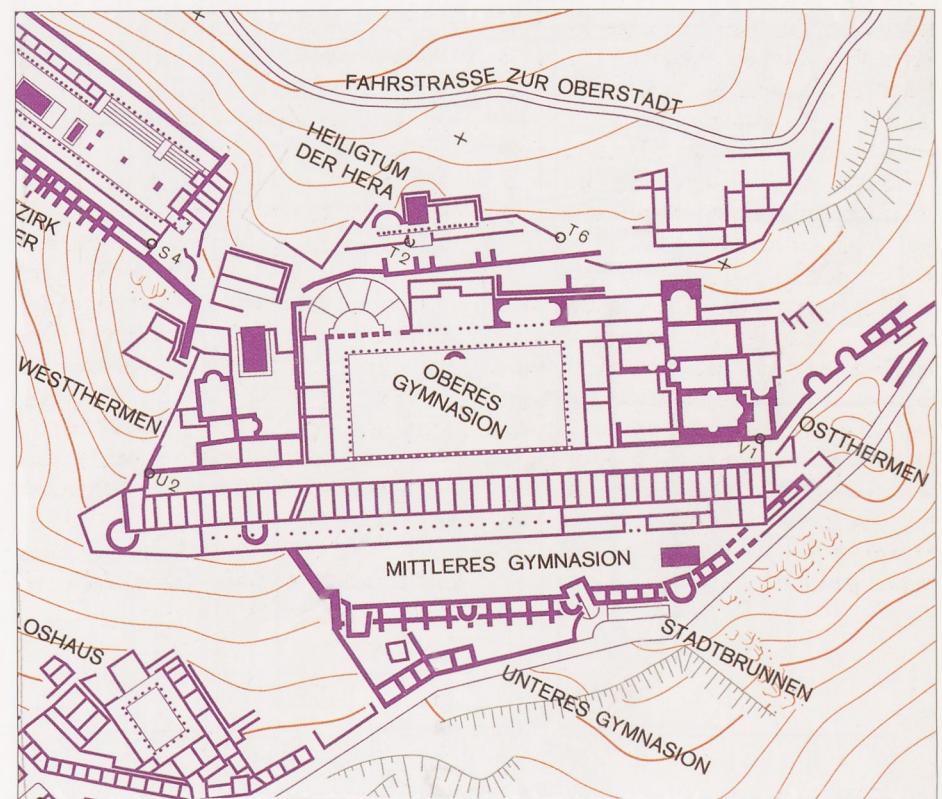 FAHRSTRASSE ZUR OBERSTADT
HEILIGTUM
DER HERA
ZIRK
ER
S4
T2
T6
WESTTHERMEN
OBERES
GYMNASION
V1
OSTTHERMEN
U2
MITTLERES GYMNASION
LOSHAUS
STADTBRUNNEN
UNTERES GYMNASION